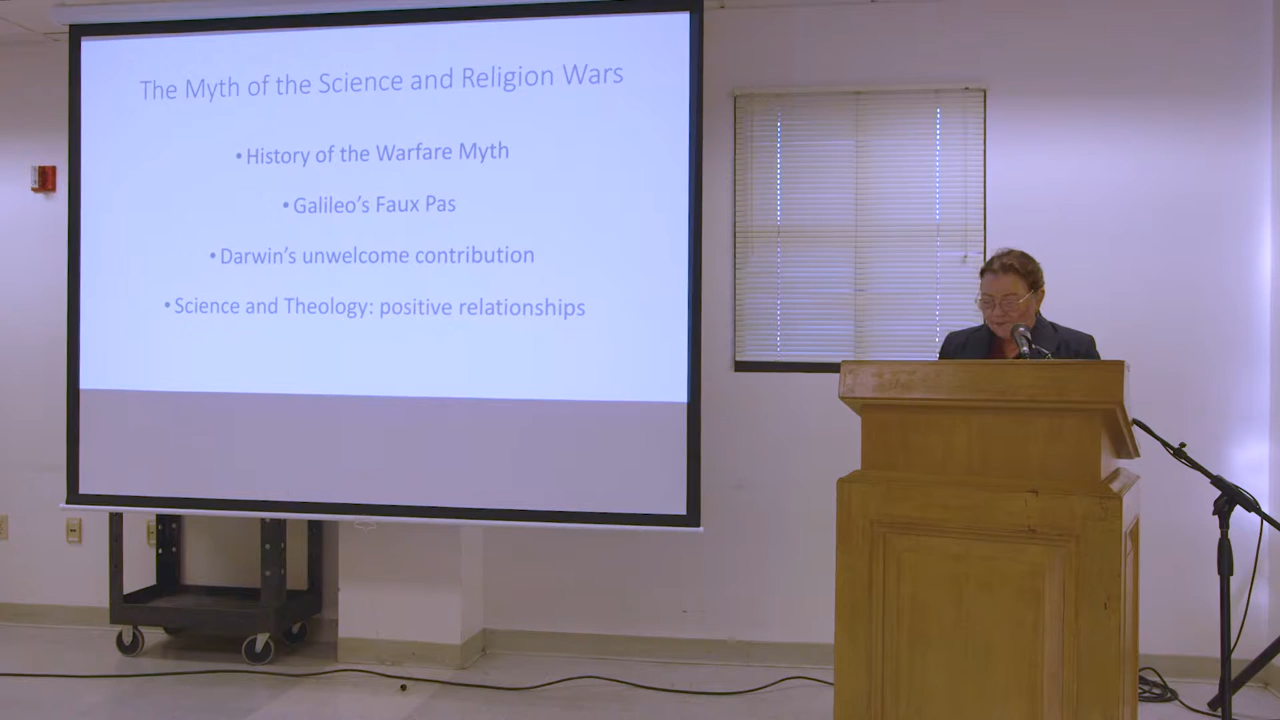 The Myth of the Science and Religion Wars
• History of the Warfare Myth
• Galileo's Faux Pas
• Darwin's unwelcome contribution
• Science and Theology: positive relationships